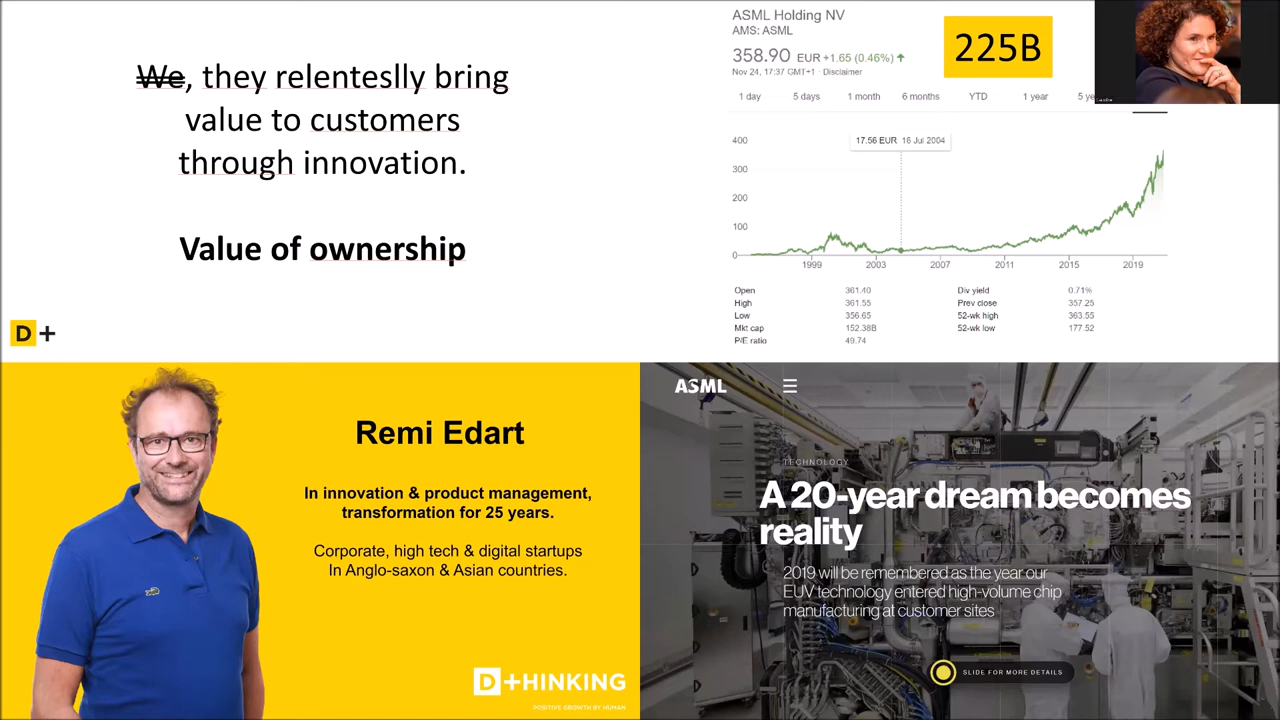 We, they relenteslly bring
value to customers
through innovation.
Value of ownership
D+
ASML Holding NV
AMS: ASML
358.90 EUR +1.65 (0.46%)
Nov 24, 17:37 GMT+1 · Disclaimer
225B
1 day 5 days 1 month 6 months YTD 1 year
17.56 EUR 16 Jul 2004
400
300
200
100
0
1999 2003 2007 2011 2015 2019
Open 361.40 Div yield 0.71%
High 361.55 Prev close 357.25
Low 356.65 52-wk high 363.55
Mkt cap 152.38B 52-wk low 177.52
P/E ratio 49.74
Remi Edart
In innovation & product management,
transformation for 25 years.
Corporate, high tech & digital startups
In Anglo-saxon & Asian countries.
D+HINKING
POSITIVE GROWTH BY HUMAN
ASML
TECHNOLOGY
A 20-year dream becomes
reality
2019 will be remembered as the year our
EUV technology entered high-volume chip
manufacturing at customer sites
SLIDE FOR MORE DETAILS